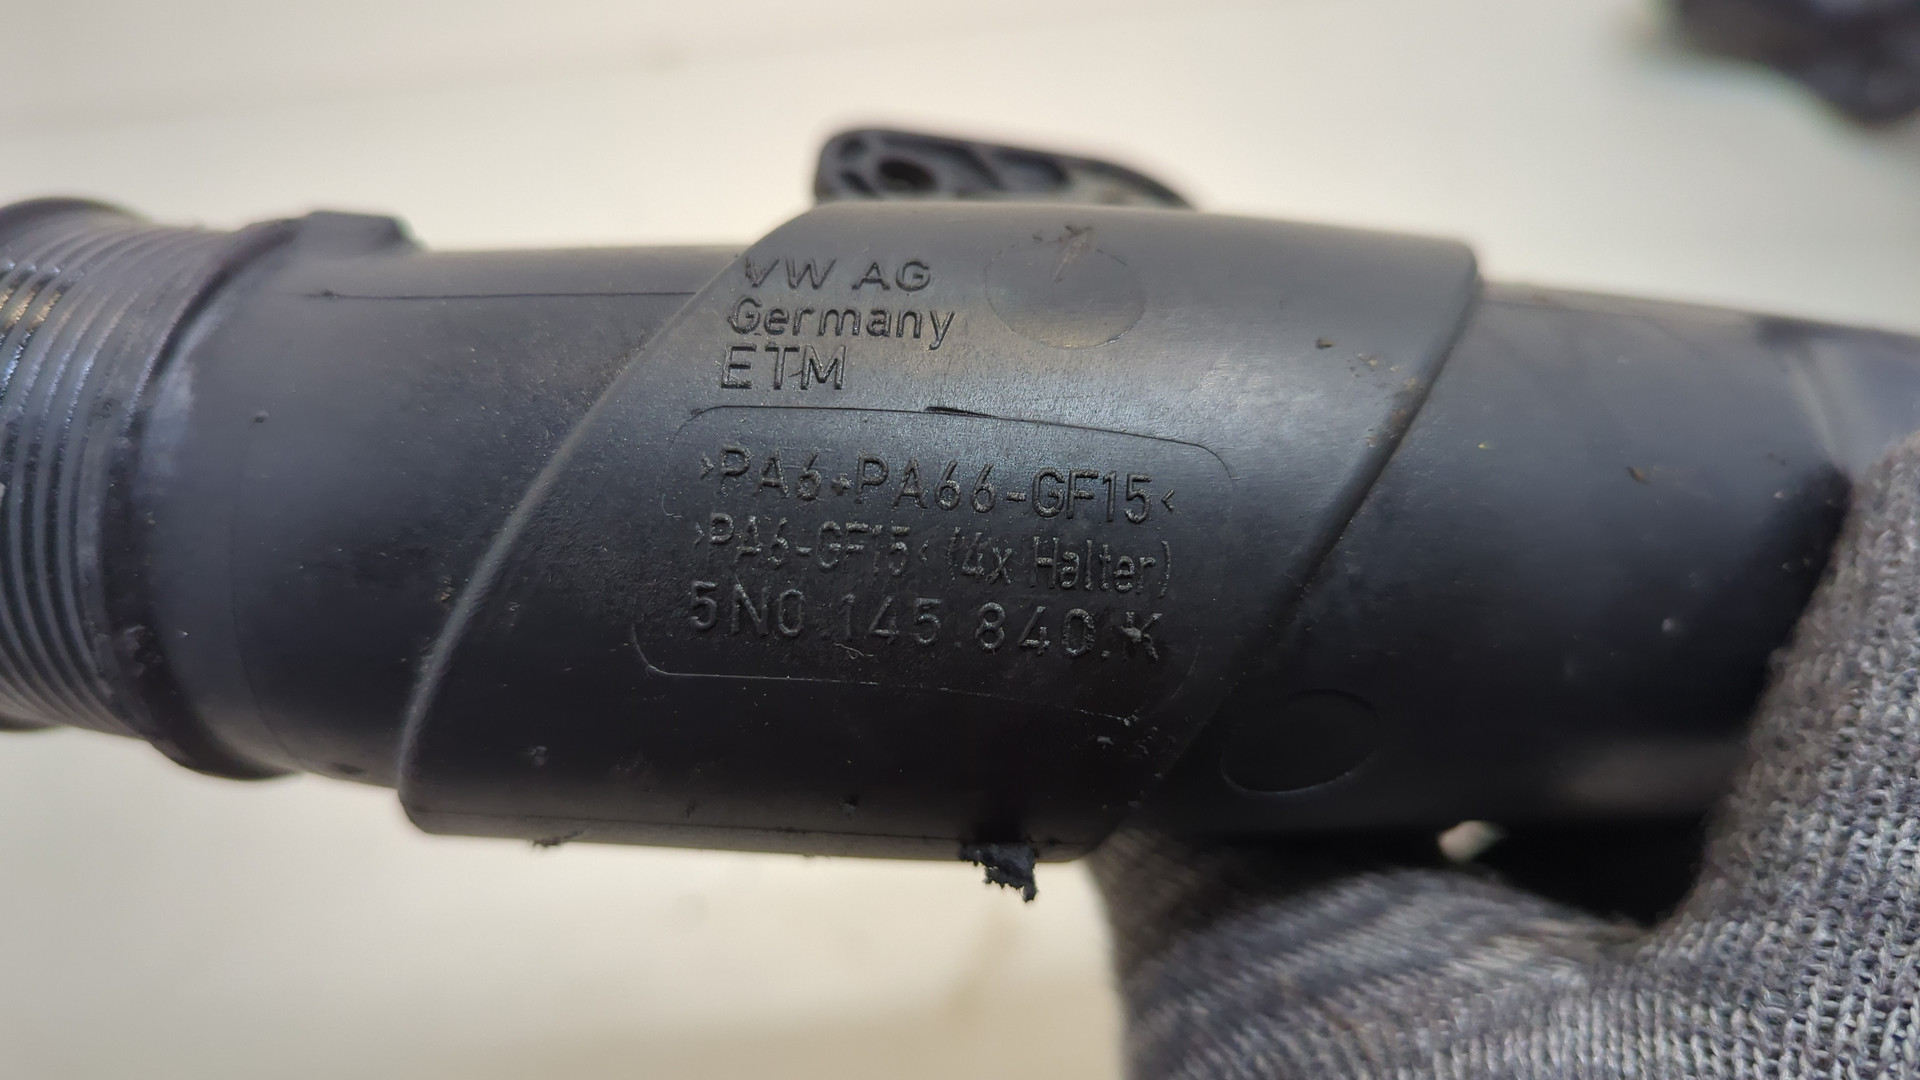 VW AG
Germany
ETM
>PA6+PA66-GF15<
>PA6-GF15< (4x Halter)
5N0.145.840.K